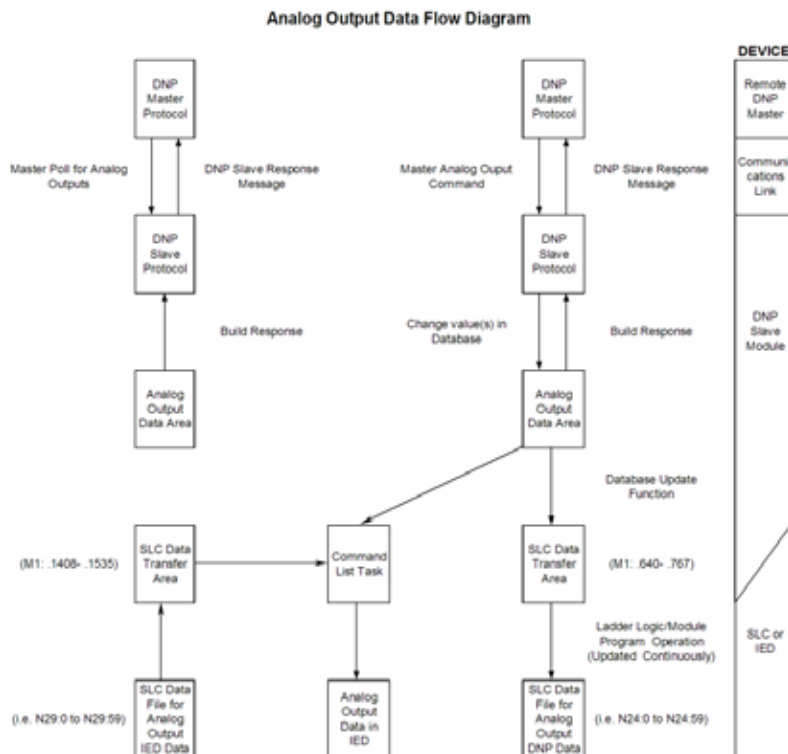 Analog Output Data Flow Diagram
DEVICE
DNP
Master
Protocol
DNP
Master
Protocol
Remote
DNP
Master
Master Poll for Analog
Outputs
DNP Slave Response
Message
Master Analog Ouput
Command
DNP Slave Response
Message
Communi
cations
Link
DNP
Slave
Protocol
DNP
Slave
Protocol
Build Response
Change value(s) in
Database
Build Response
DNP
Slave
Module
Analog
Output
Data Area
Analog
Output
Data Area
Database Update
Function
(M1: .1408- .1535)
SLC Data
Transfer
Area
Command
List Task
SLC Data
Transfer
Area
(M1: .640- .767)
Ladder Logic/Module
Program Operation
(Updated Continuously)
SLC or
IED
(i.e. N29:0 to N29:59)
SLC Data
File for
Analog
Output
IED Data
Analog
Output
Data in
IED
SLC Data
File for
Analog
Output
DNP Data
(i.e. N24:0 to N24:59)